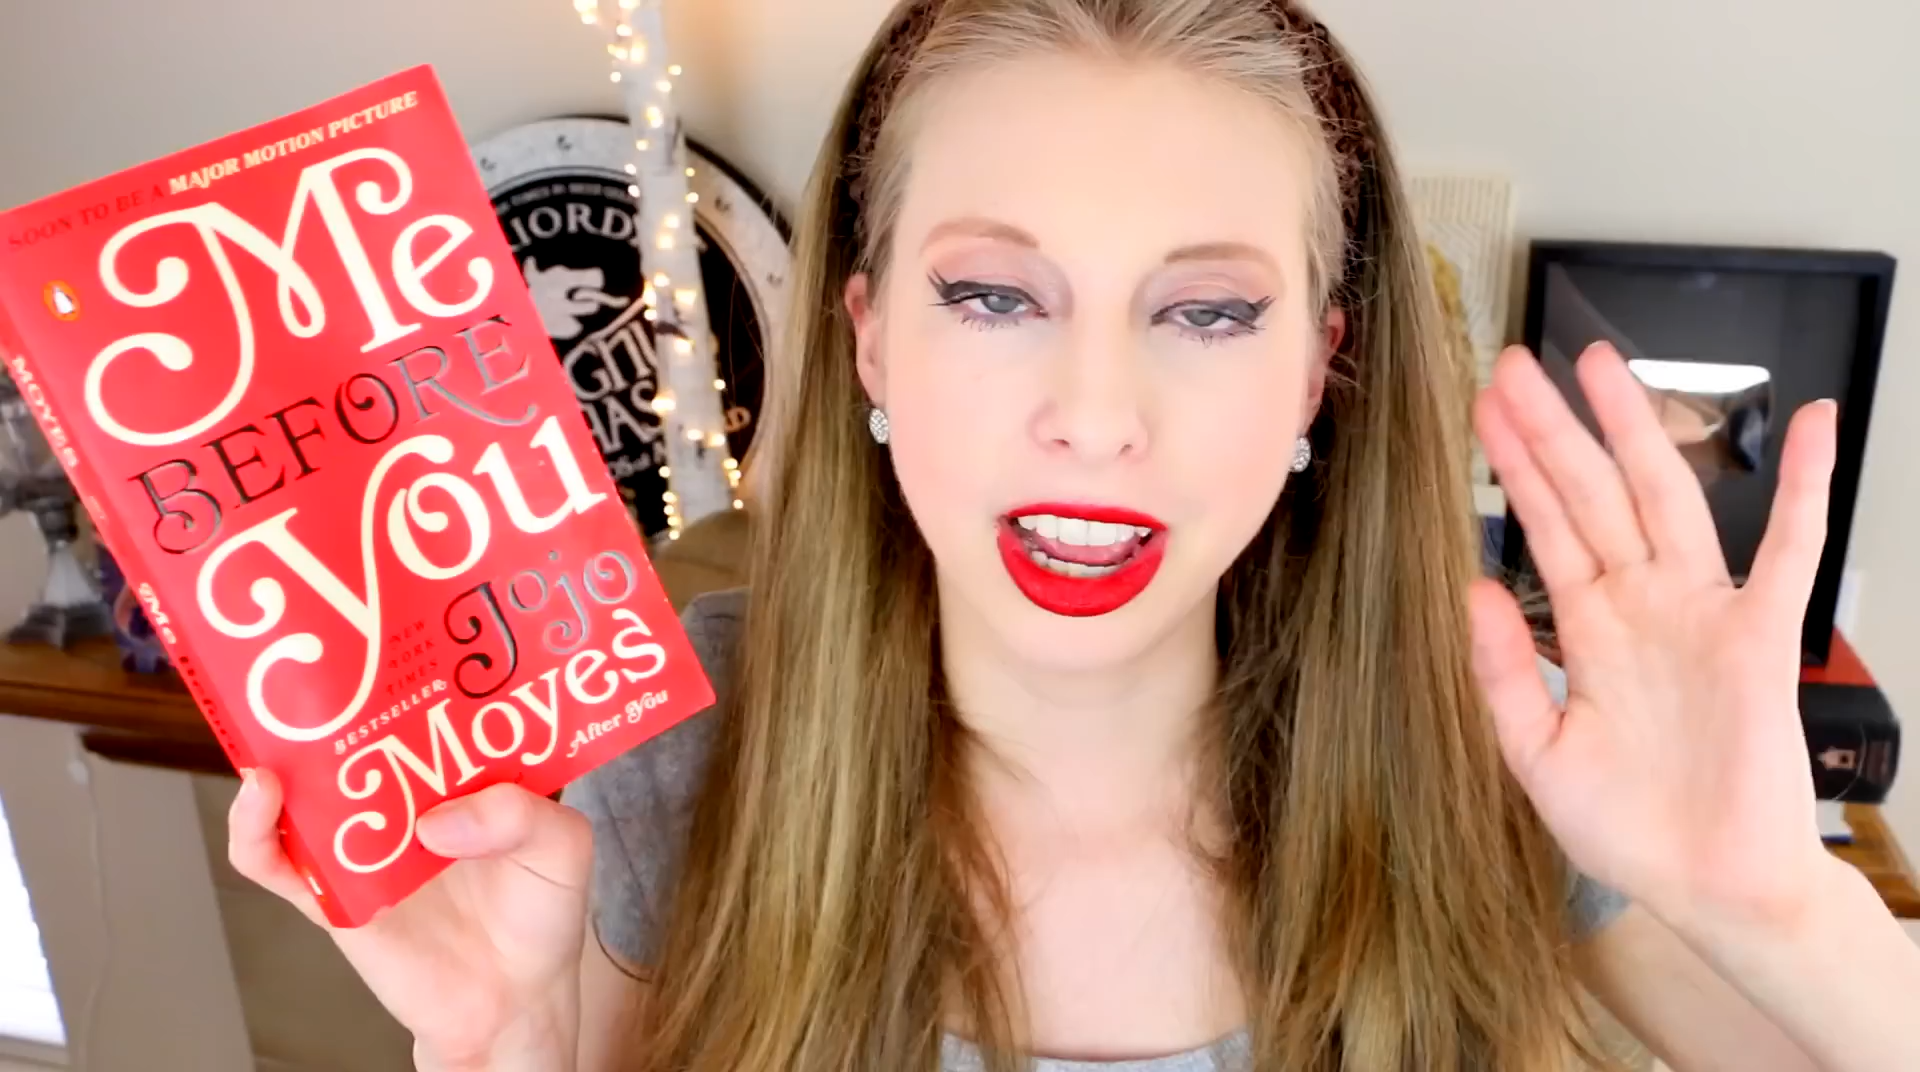 SOON TO BE A MAJOR MOTION PICTURE
Me
BEFORE
You
NEW
YORK
TIMES
BESTSELLER
Jojo
Moyes
After You
MOYES
Me Before